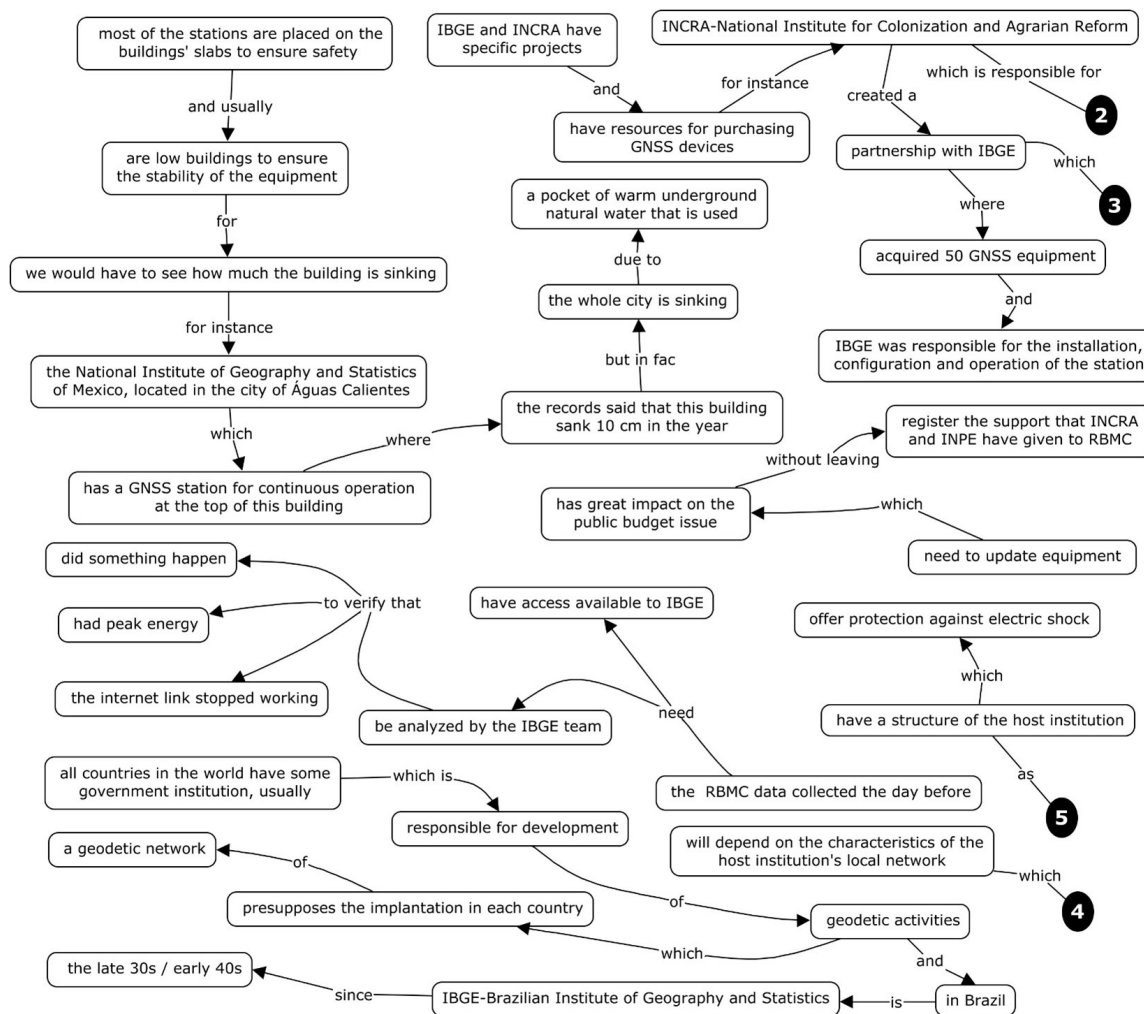 most of the stations are placed on the
buildings' slabs to ensure safety
and usually
are low buildings to ensure
the stability of the equipment
for
we would have to see how much the building is sinking
for instance
the National Institute of Geography and Statistics
of Mexico, located in the city of Águas Calientes
which
has a GNSS station for continuous operation
at the top of this building
where
the records said that this building
sank 10 cm in the year
but in fac
the whole city is sinking
due to
a pocket of warm underground
natural water that is used
IBGE and INCRA have
specific projects
and
have resources for purchasing
GNSS devices
for instance
INCRA-National Institute for Colonization and Agrarian Reform
which is responsible for
2
created a
partnership with IBGE
which
3
where
acquired 50 GNSS equipment
and
IBGE was responsible for the installation,
configuration and operation of the station
register the support that INCRA
and INPE have given to RBMC
without leaving
has great impact on the
public budget issue
which
need to update equipment
did something happen
had peak energy
to verify that
the internet link stopped working
be analyzed by the IBGE team
have access available to IBGE
need
the RBMC data collected the day before
offer protection against electric shock
which
have a structure of the host institution
as
5
all countries in the world have some
government institution, usually
which is
responsible for development
of
geodetic activities
a geodetic network
of
presupposes the implantation in each country
which
and
in Brazil
is
IBGE-Brazilian Institute of Geography and Statistics
since
the late 30s / early 40s
will depend on the characteristics of the
host institution's local network
which
4